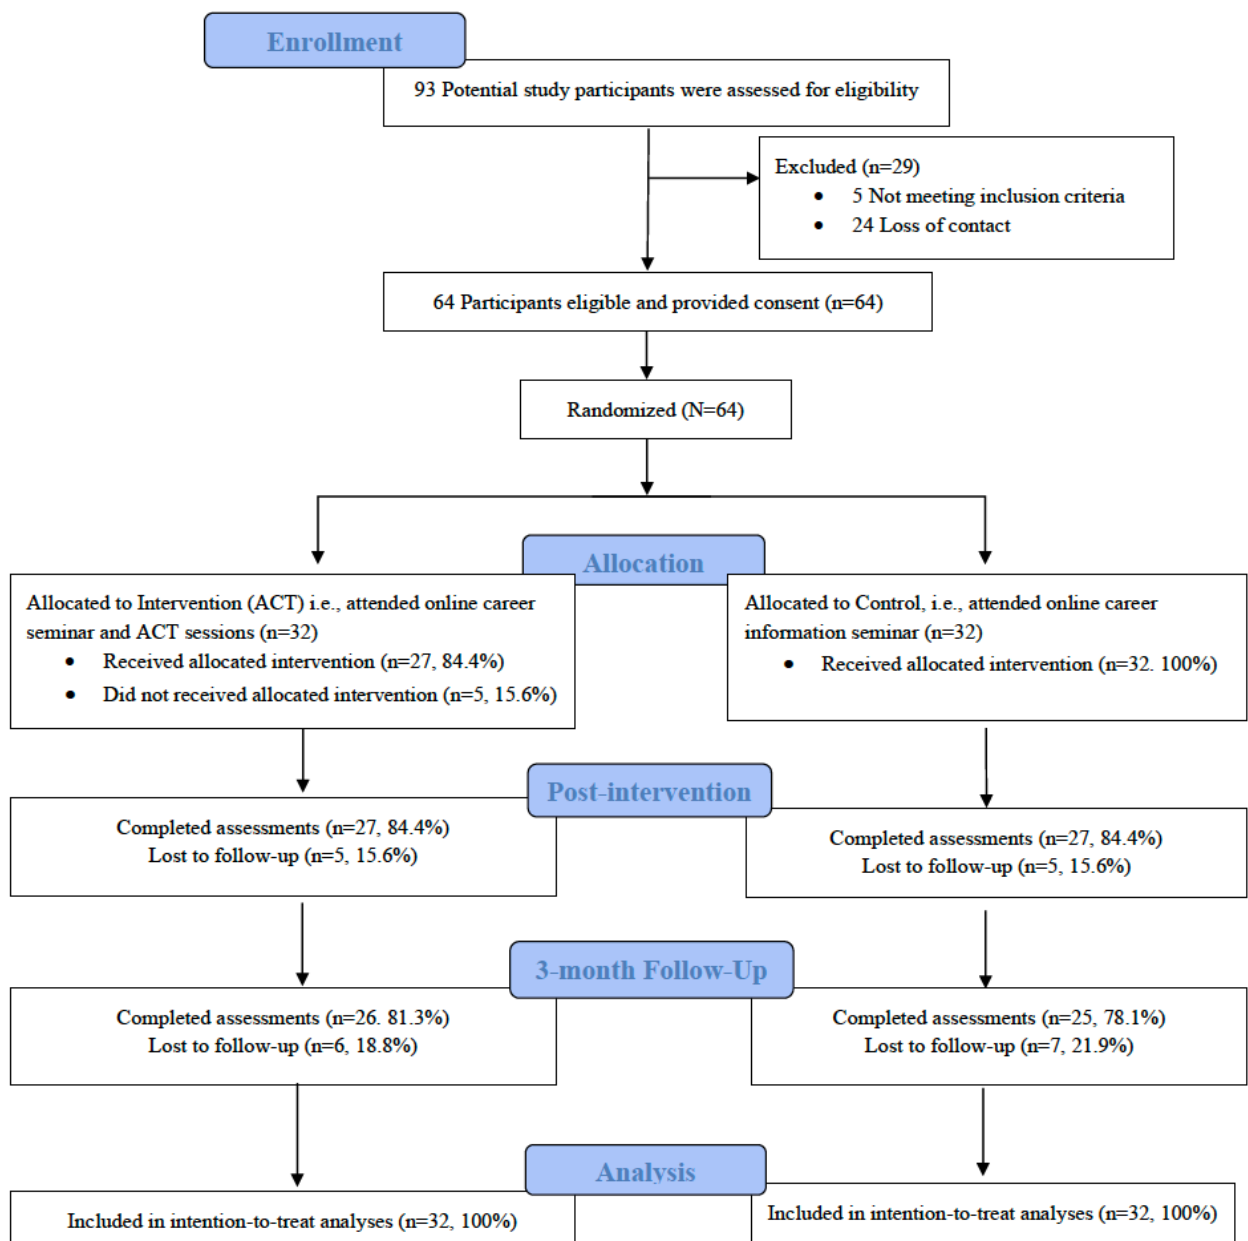 Enrollment
93 Potential study participants were assessed for eligibility
Excluded (n=29)
• 5 Not meeting inclusion criteria
• 24 Loss of contact
64 Participants eligible and provided consent (n=64)
Randomized (N=64)
Allocation
Allocated to Intervention (ACT) i.e., attended online career
seminar and ACT sessions (n=32)
• Received allocated intervention (n=27, 84.4%)
• Did not received allocated intervention (n=5, 15.6%)
Allocated to Control, i.e., attended online career
information seminar (n=32)
• Received allocated intervention (n=32. 100%)
Post-intervention
Completed assessments (n=27, 84.4%)
Lost to follow-up (n=5, 15.6%)
Completed assessments (n=27, 84.4%)
Lost to follow-up (n=5, 15.6%)
3-month Follow-Up
Completed assessments (n=26. 81.3%)
Lost to follow-up (n=6, 18.8%)
Completed assessments (n=25, 78.1%)
Lost to follow-up (n=7, 21.9%)
Analysis
Included in intention-to-treat analyses (n=32, 100%)
Included in intention-to-treat analyses (n=32, 100%)